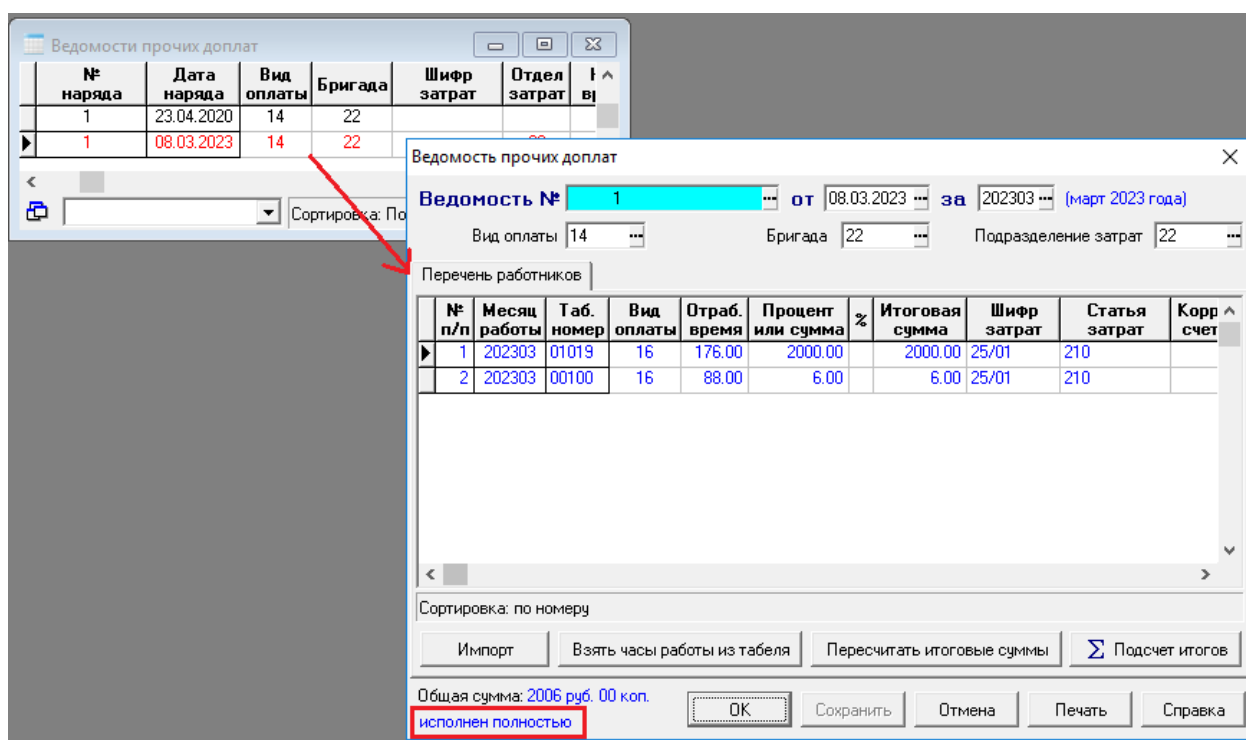 Ведомости прочих доплат
№ наряда Дата наряда Вид оплаты Бригада Шифр затрат Отдел затрат
1 23.04.2020 14 22
1 08.03.2023 14 22
Сортировка: По
Ведомость прочих доплат
Ведомость № 1 от 08.03.2023 за 202303 (март 2023 года)
Вид оплаты 14 Бригада 22 Подразделение затрат 22
Перечень работников
№ п/п Месяц работы Таб. номер Вид оплаты Отраб. время Процент или сумма % Итоговая сумма Шифр затрат Статья затрат Корр счет
1 202303 01019 16 176.00 2000.00 2000.00 25/01 210
2 202303 00100 16 88.00 6.00 6.00 25/01 210
Сортировка: по номеру
Импорт Взять часы работы из табеля Пересчитать итоговые суммы Σ Подсчет итогов
Общая сумма: 2006 руб. 00 коп.
исполнен полностью
OK Сохранить Отмена Печать Справка